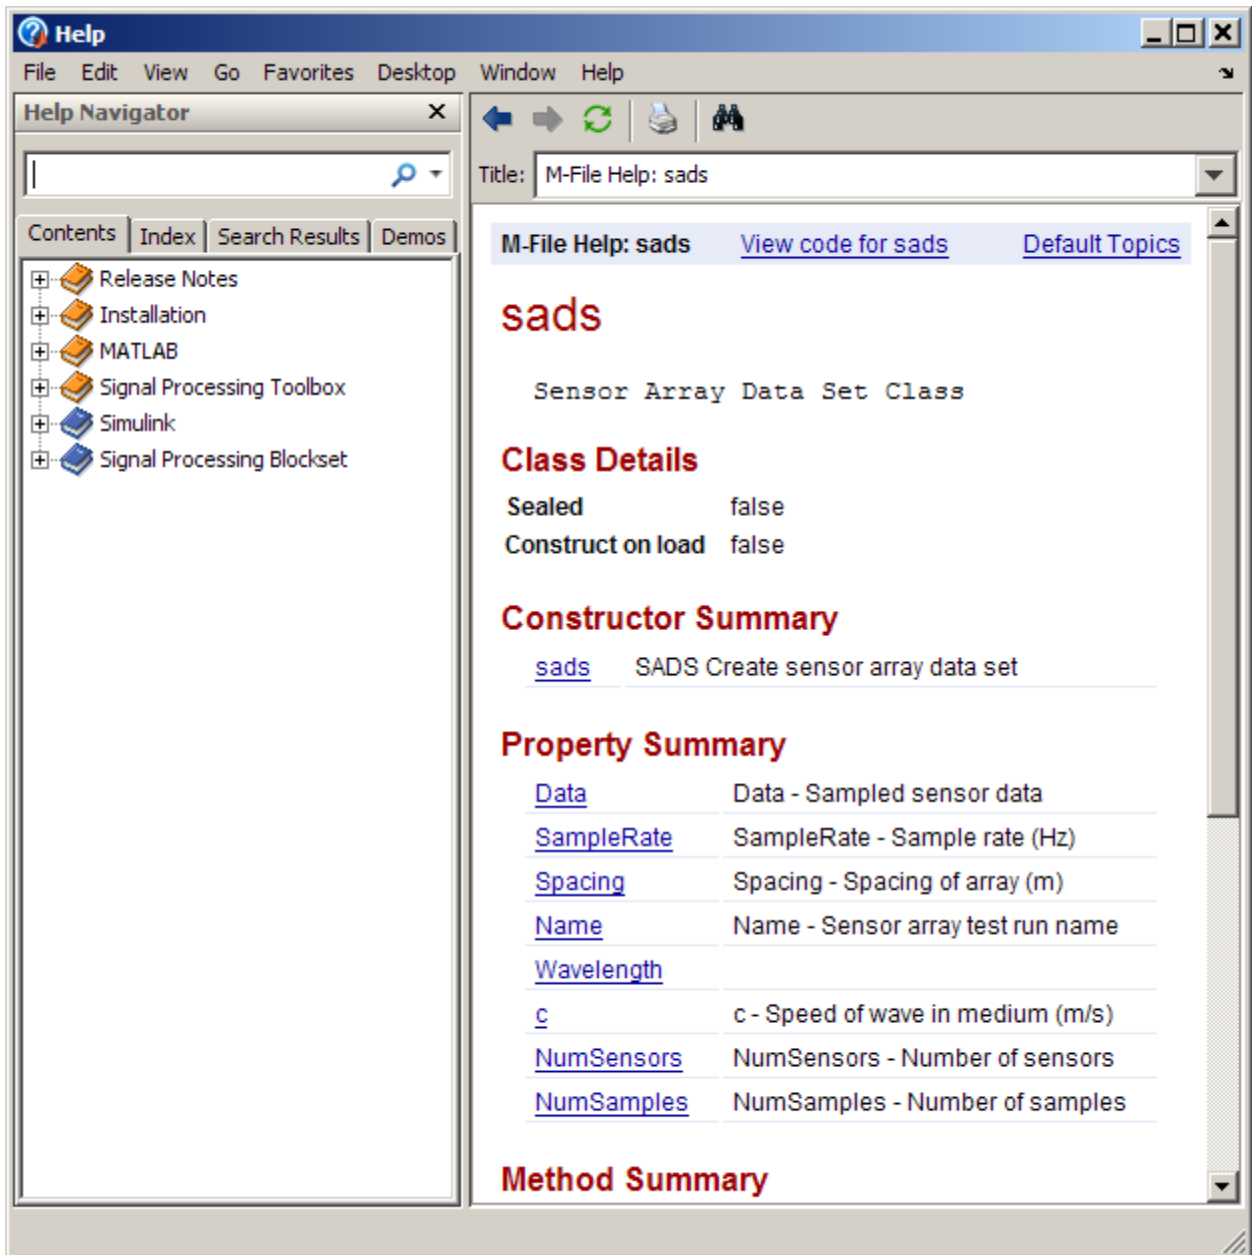 Help
File Edit View Go Favorites Desktop Window Help
Help Navigator
Contents Index Search Results Demos
Release Notes
Installation
MATLAB
Signal Processing Toolbox
Simulink
Signal Processing Blockset
Title: M-File Help: sads
M-File Help: sads View code for sads Default Topics
sads
Sensor Array Data Set Class
Class Details
Sealed false
Construct on load false
Constructor Summary
sads SADS Create sensor array data set
Property Summary
Data Data - Sampled sensor data
SampleRate SampleRate - Sample rate (Hz)
Spacing Spacing - Spacing of array (m)
Name Name - Sensor array test run name
Wavelength
c c - Speed of wave in medium (m/s)
NumSensors NumSensors - Number of sensors
NumSamples NumSamples - Number of samples
Method Summary